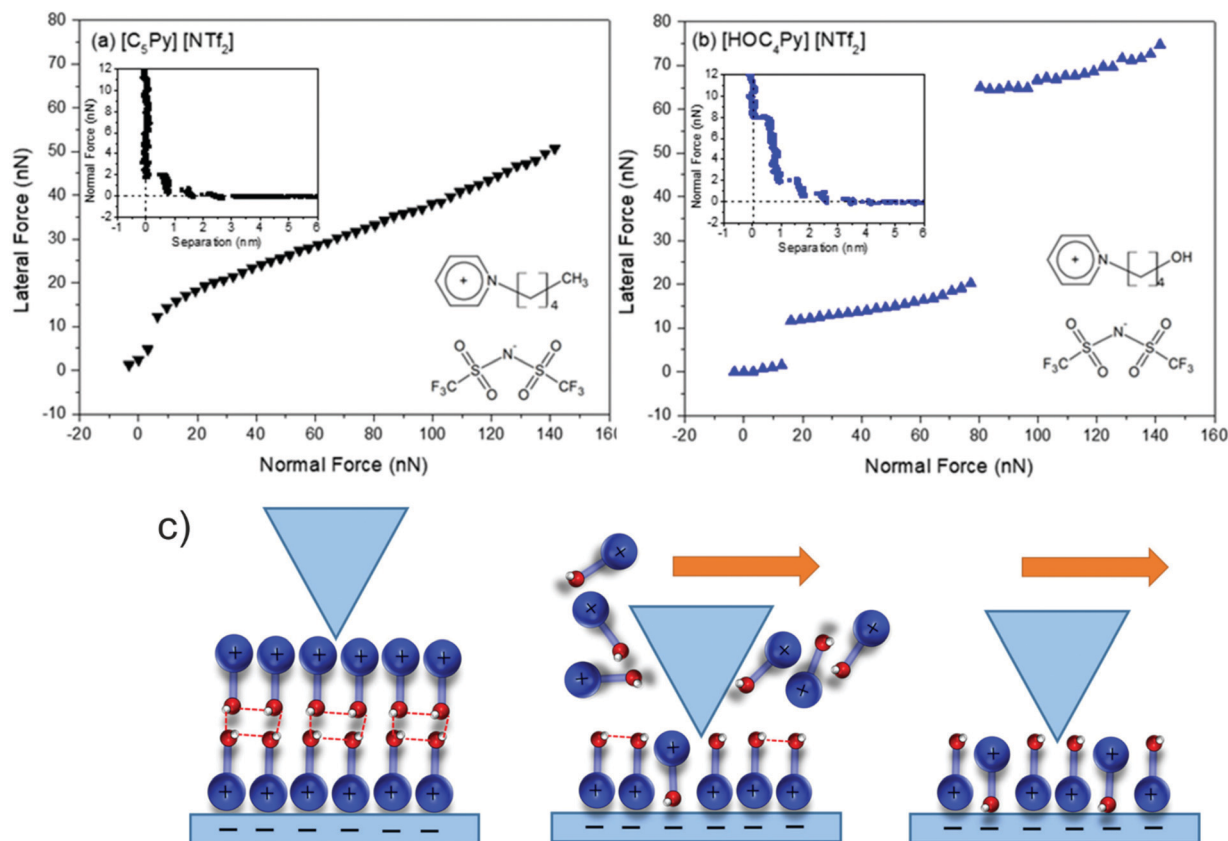 (a) [C₅Py] [NTf₂]
80
70
60
50
40
30
20
10
0
-10
Lateral Force (nN)
12
10
8
6
4
2
0
-2
Normal Force (nN)
-1 0 1 2 3 4 5 6
Separation (nm)
+
N
CH₃
4
O O
N⁻
S S
F₃C O O CF₃
-20 0 20 40 60 80 100 120 140 160
Normal Force (nN)
(b) [HOC₄Py] [NTf₂]
80
70
60
50
40
30
20
10
0
-10
Lateral Force (nN)
12
10
8
6
4
2
0
-2
Normal Force (nN)
-1 0 1 2 3 4 5 6
Separation (nm)
+
N
OH
4
O O
N⁻
S S
F₃C O O CF₃
-20 0 20 40 60 80 100 120 140 160
Normal Force (nN)
c)
+ + + + + +
+ + + + + +
− − − − − −
+ + + + + +
+
+ + + + + +
− − − − − −
+ + + + + +
− − − − − −